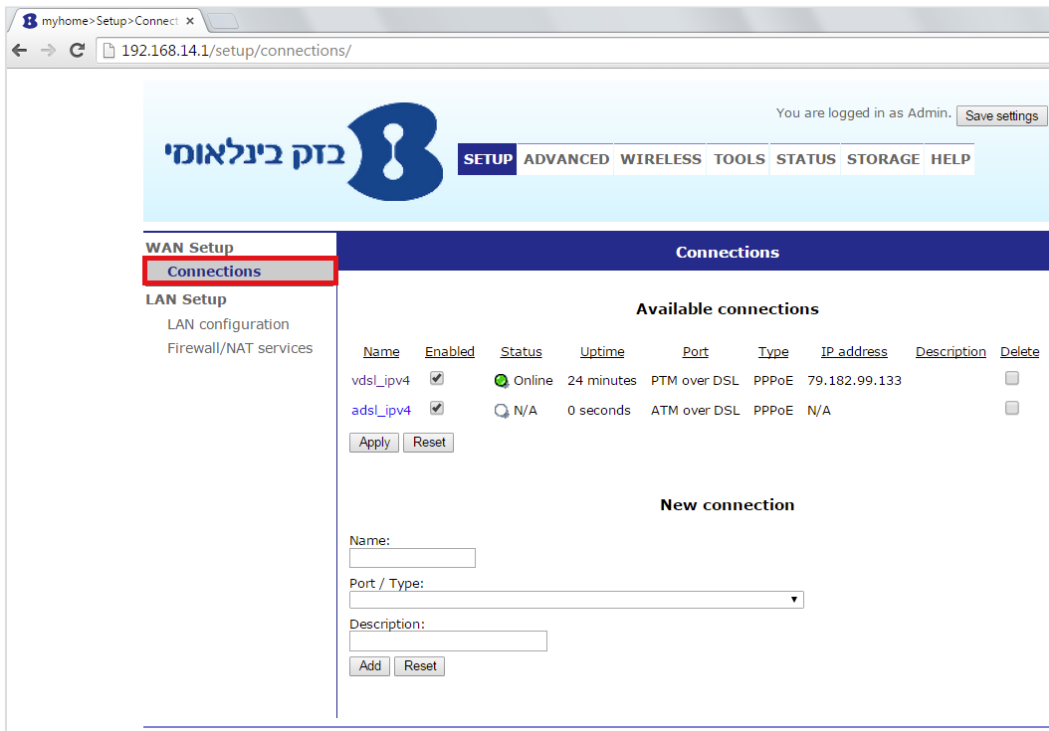 myhome>Setup>Connect
192.168.14.1/setup/connections/
You are logged in as Admin. Save settings
בזק בינלאומי
SETUP ADVANCED WIRELESS TOOLS STATUS STORAGE HELP
WAN Setup
Connections
LAN Setup
LAN configuration
Firewall/NAT services
Connections
Available connections
Name Enabled Status Uptime Port Type IP address Description Delete
vdsl_ipv4 Online 24 minutes PTM over DSL PPPoE 79.182.99.133
adsl_ipv4 N/A 0 seconds ATM over DSL PPPoE N/A
Apply Reset
New connection
Name:
Port / Type:
Description:
Add Reset